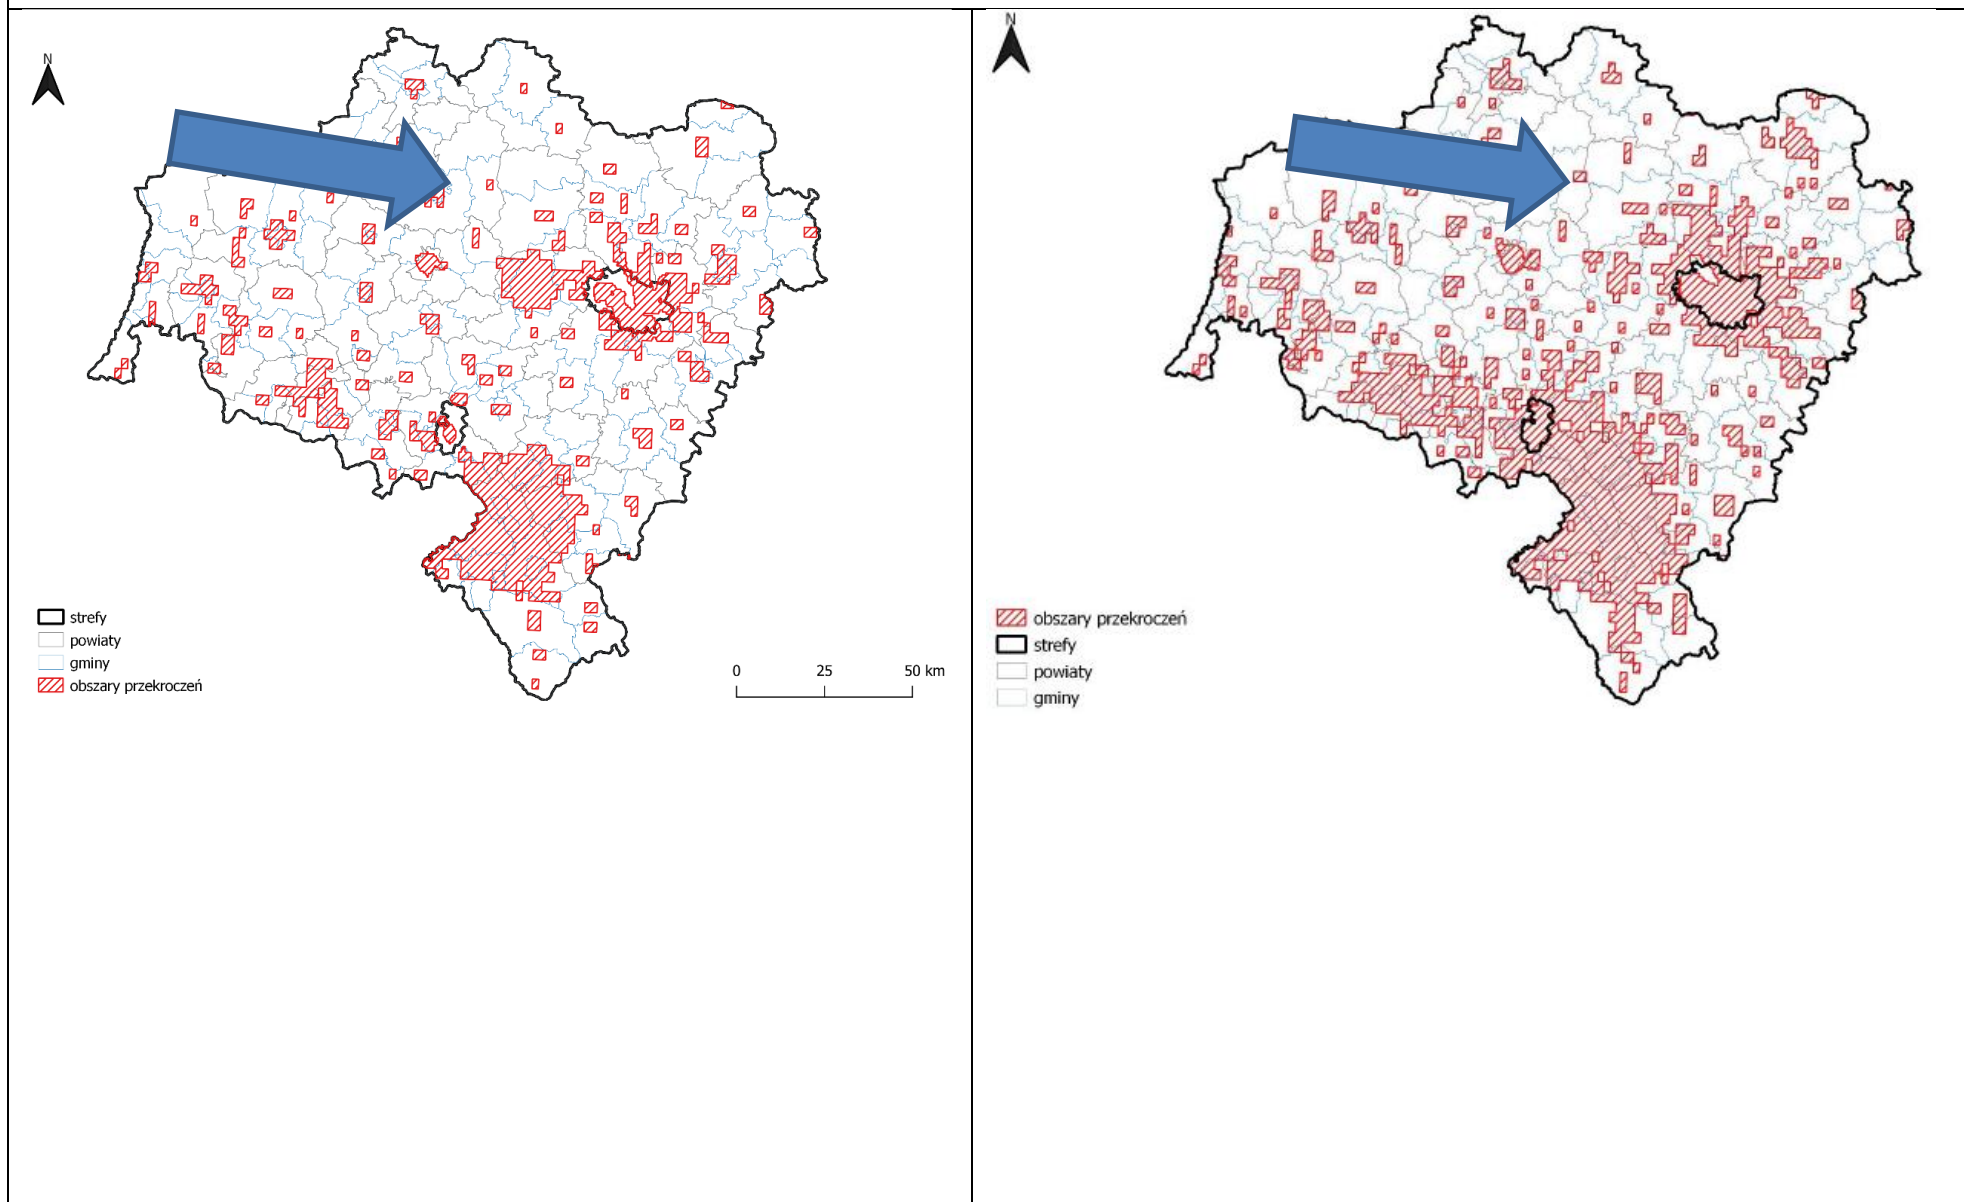 N
strefy
powiaty
gminy
obszary przekroczeń
0 25 50 km
N
obszary przekroczeń
strefy
powiaty
gminy